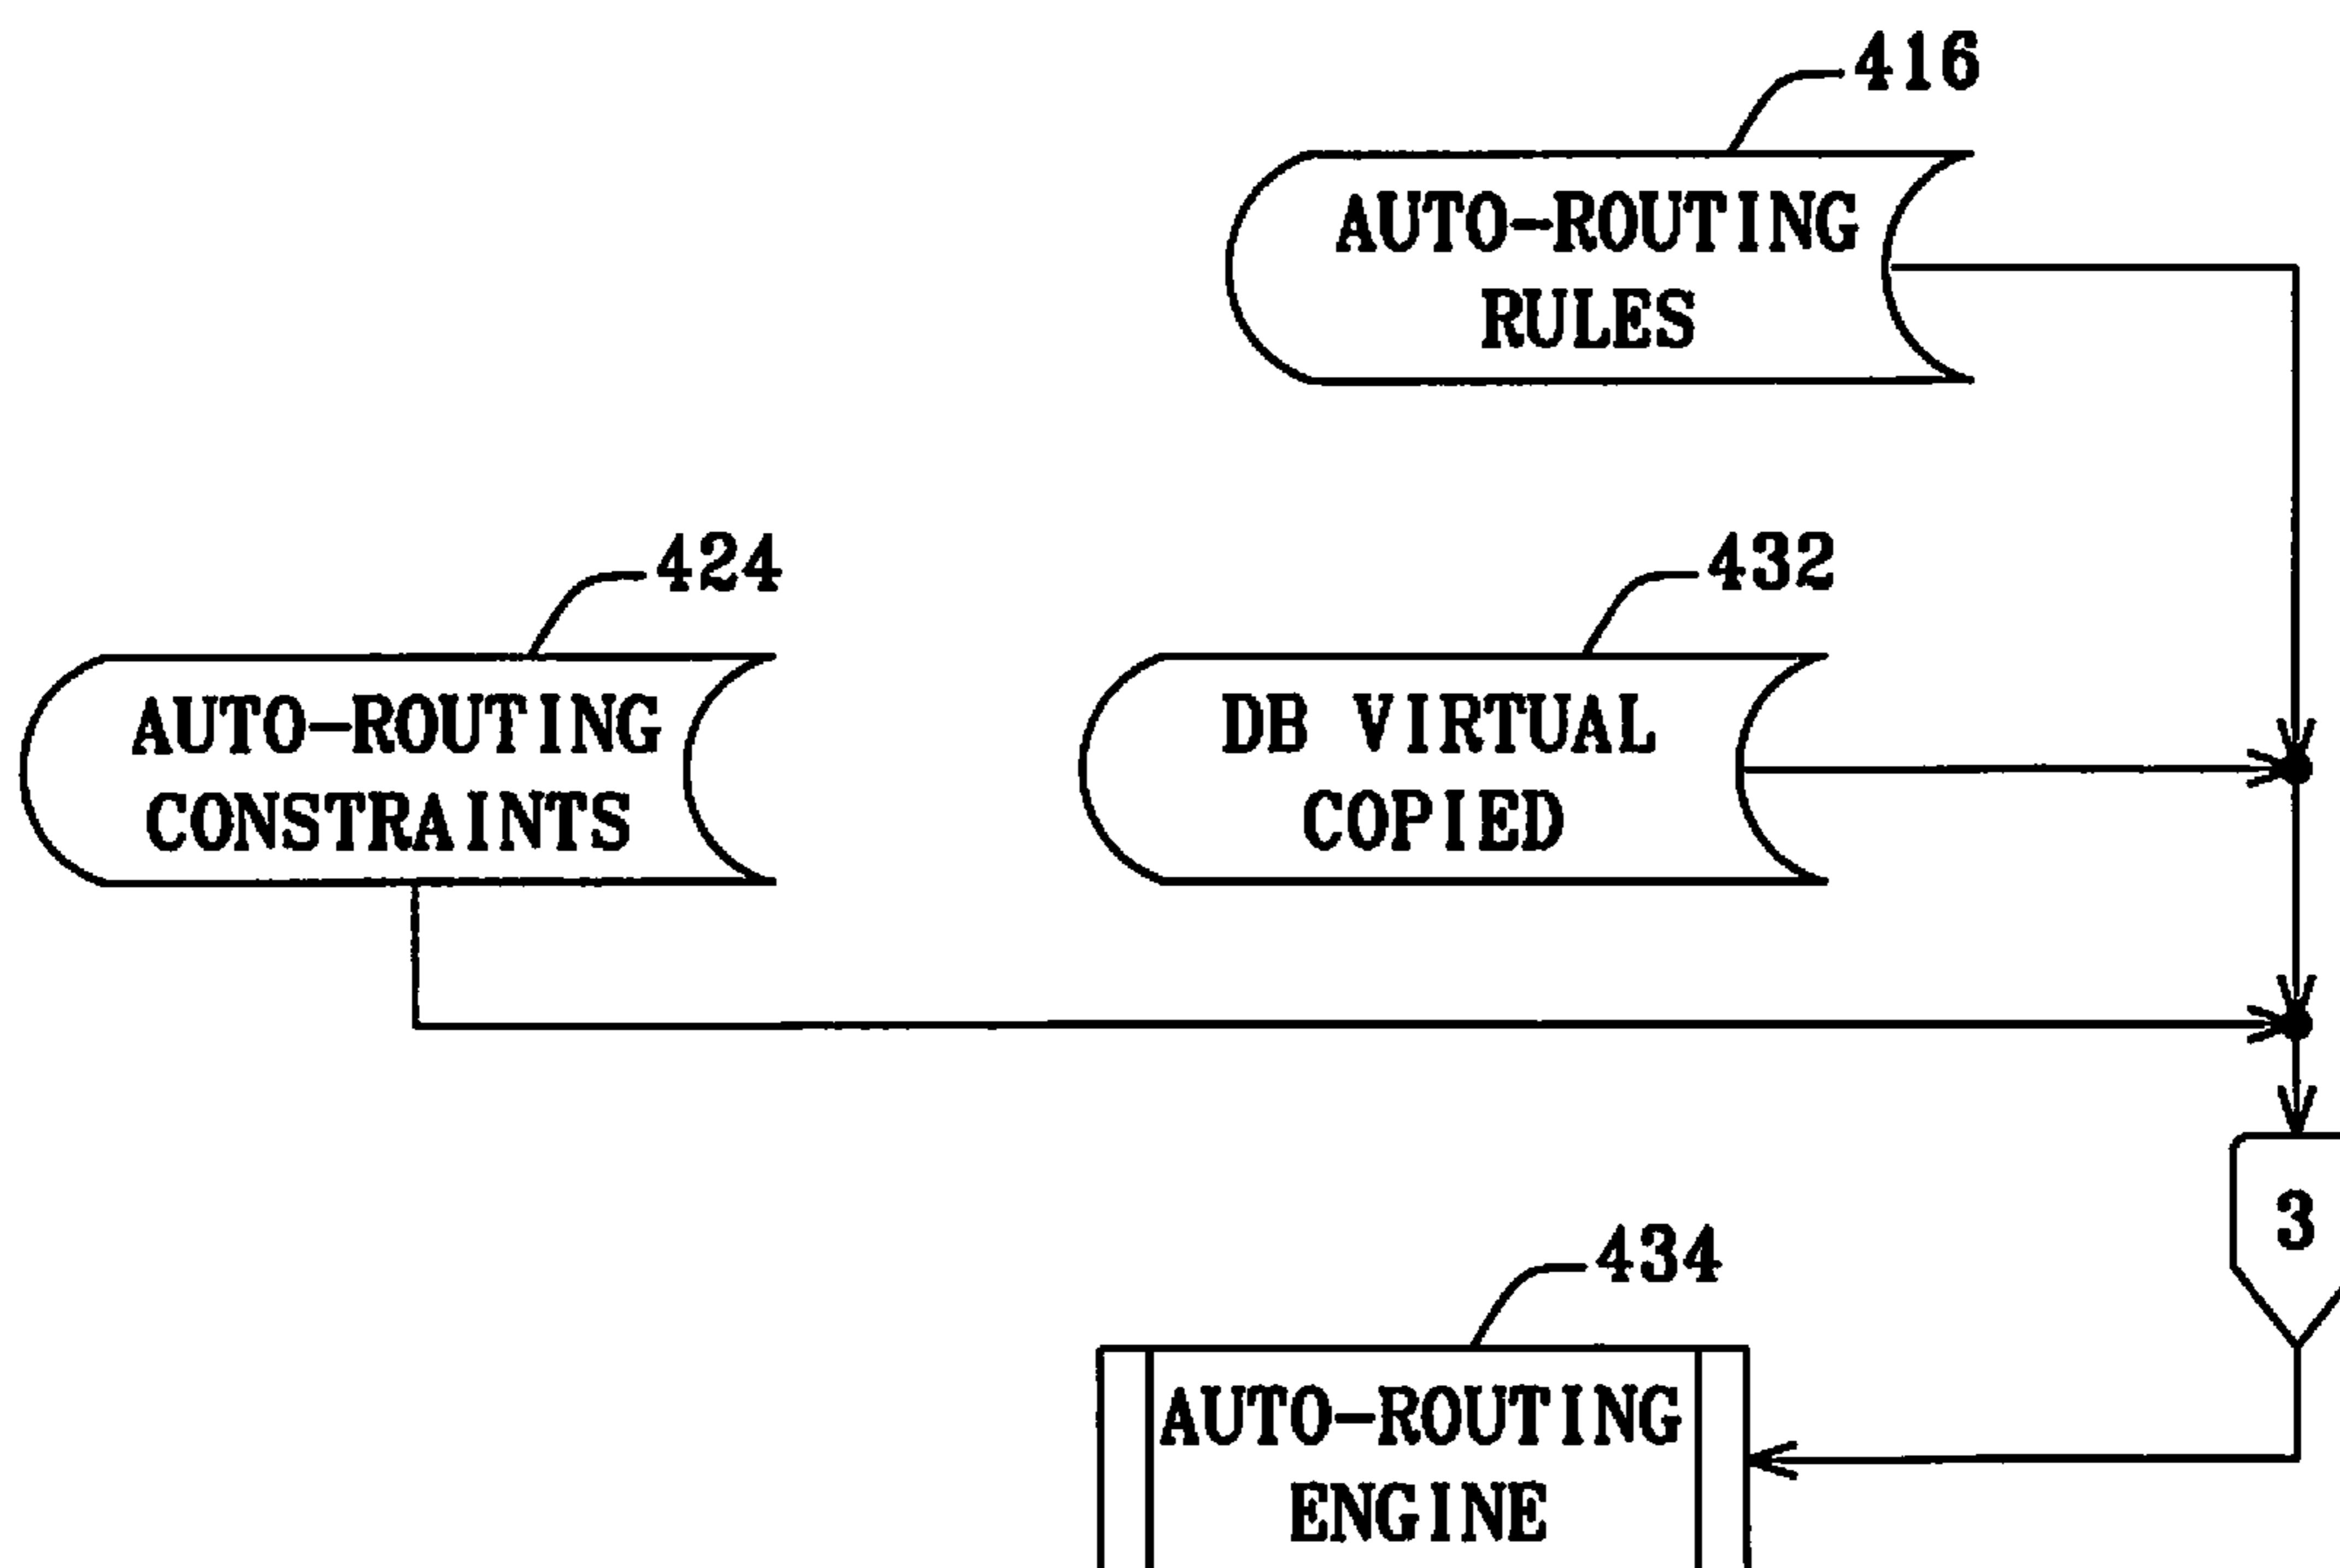 416
AUTO-ROUTING
RULES
424
432
AUTO-ROUTING
CONSTRAINTS
DB VIRTUAL
COPIED
3
434
AUTO-ROUTING
ENGINE